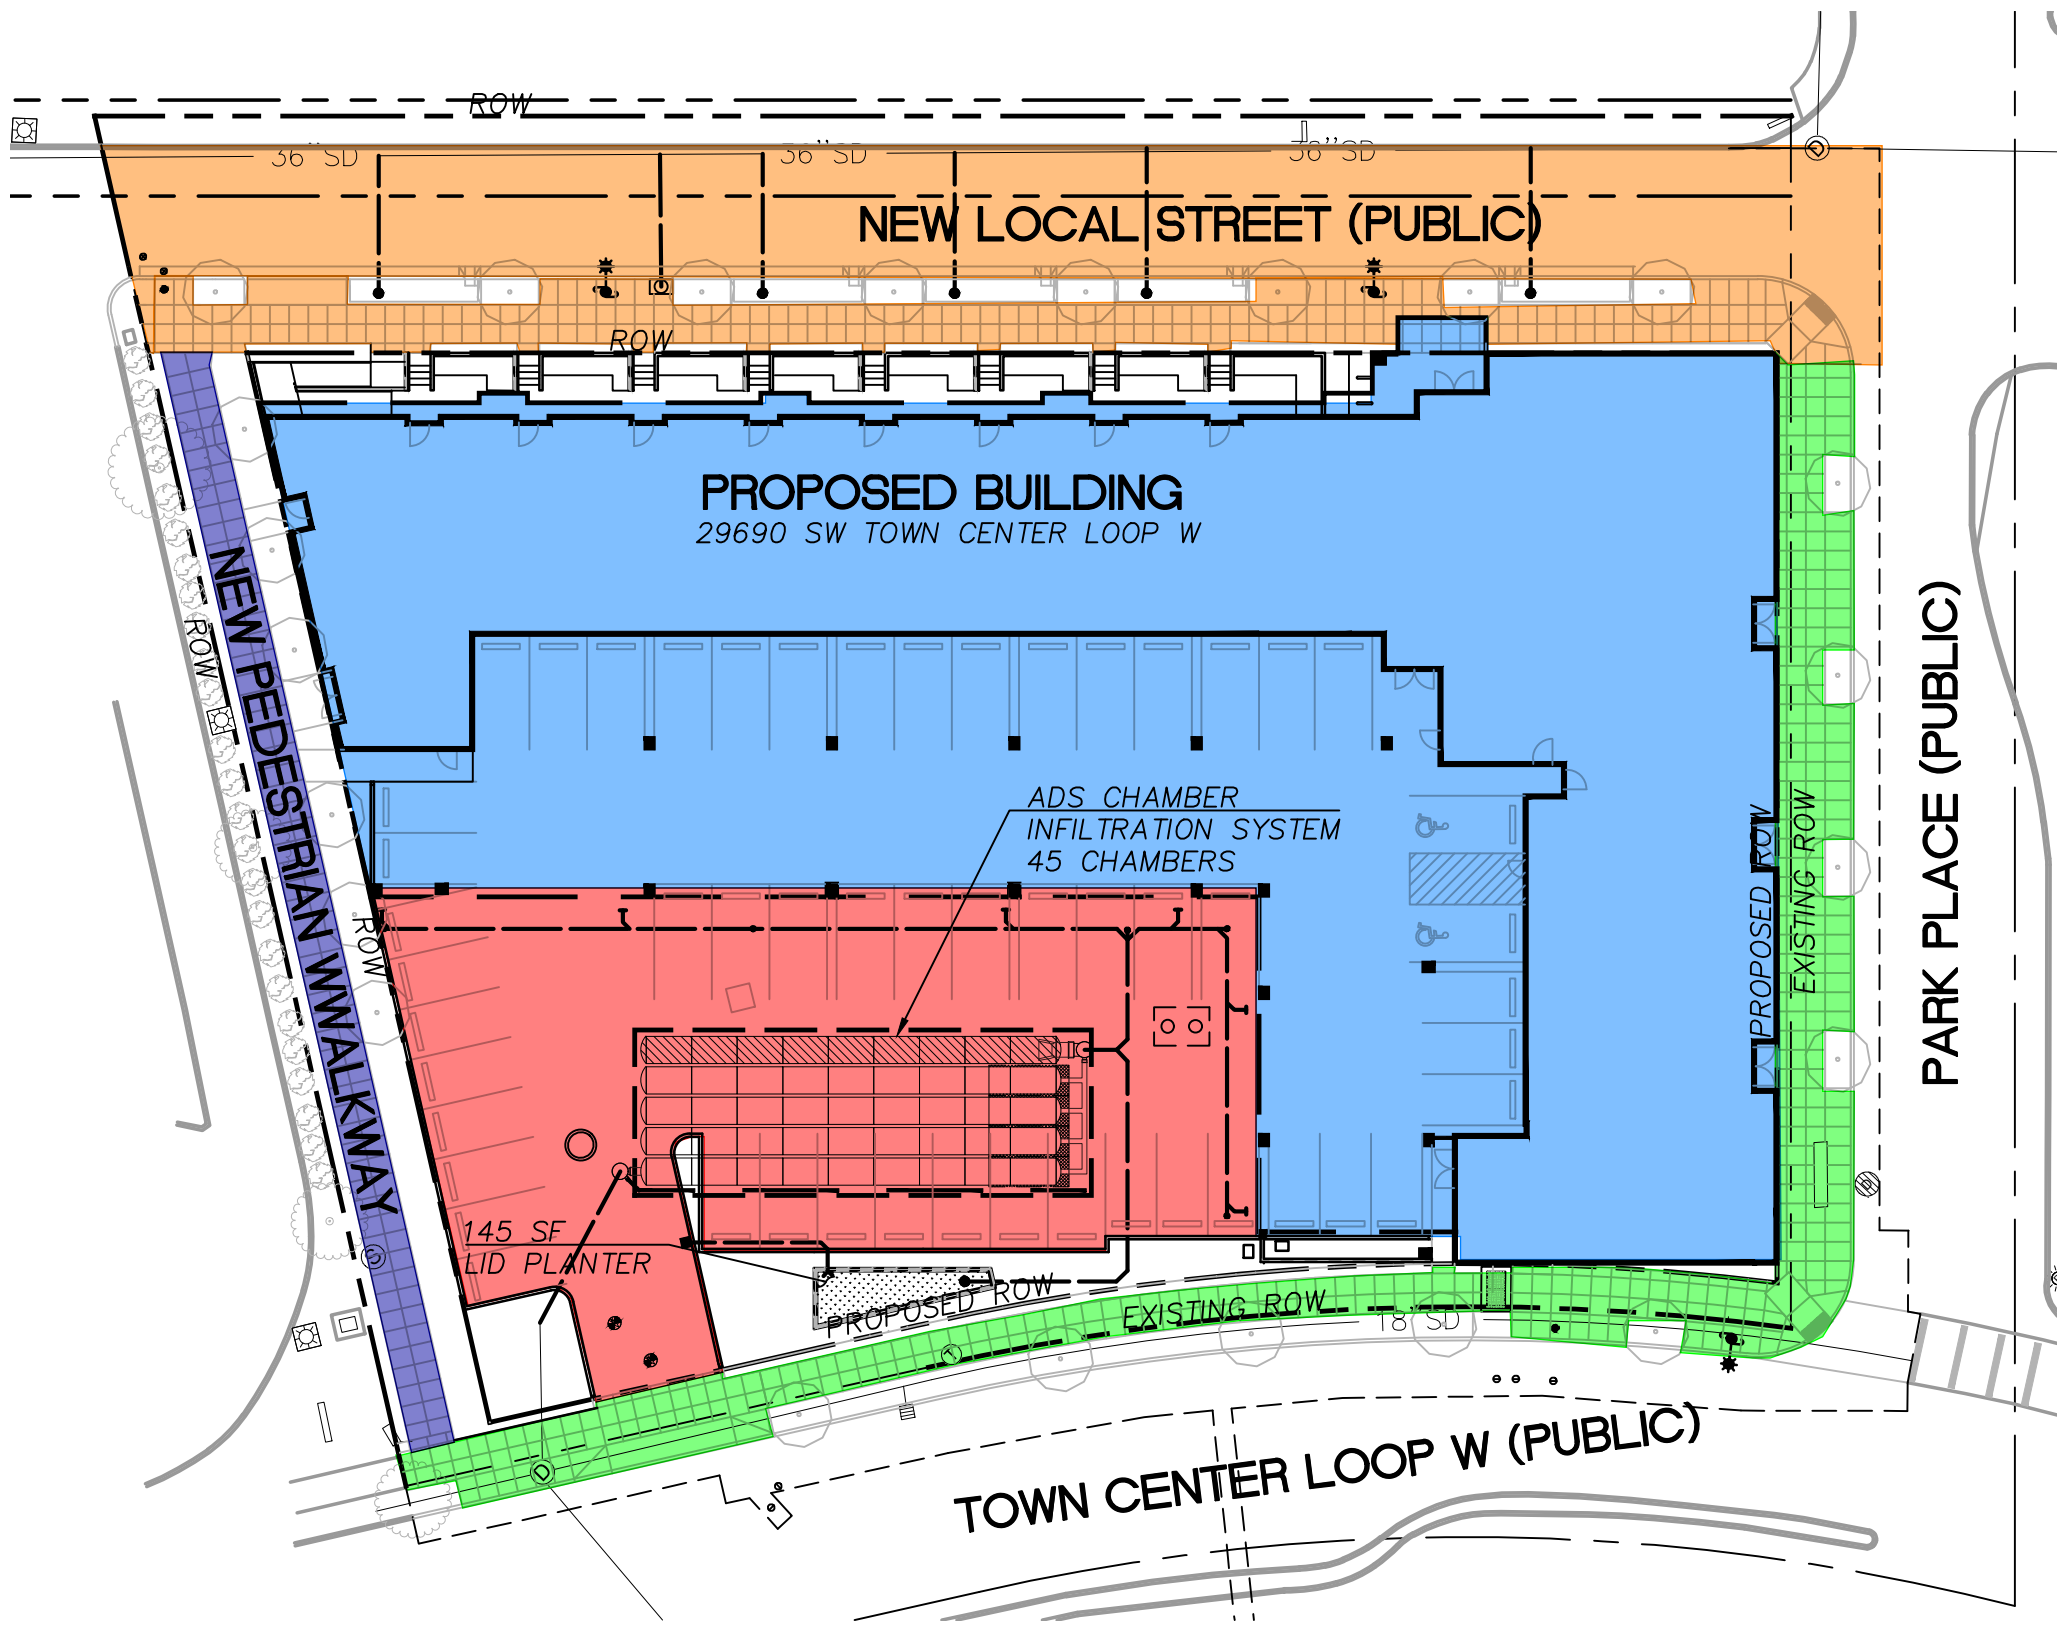 ROW
36"SD
36"SD
36"SD
NEW LOCAL STREET (PUBLIC)
ROW
PROPOSED BUILDING
29690 SW TOWN CENTER LOOP W
NEW PEDESTRIAN WWALKWAY
ROW
ROW
ADS CHAMBER
INFILTRATION SYSTEM
45 CHAMBERS
PROPOSED ROW
EXISTING ROW
PARK PLACE (PUBLIC)
145 SF
LID PLANTER
PROPOSED ROW
EXISTING ROW
18"SD
S
T
D
D
TOWN CENTER LOOP W (PUBLIC)